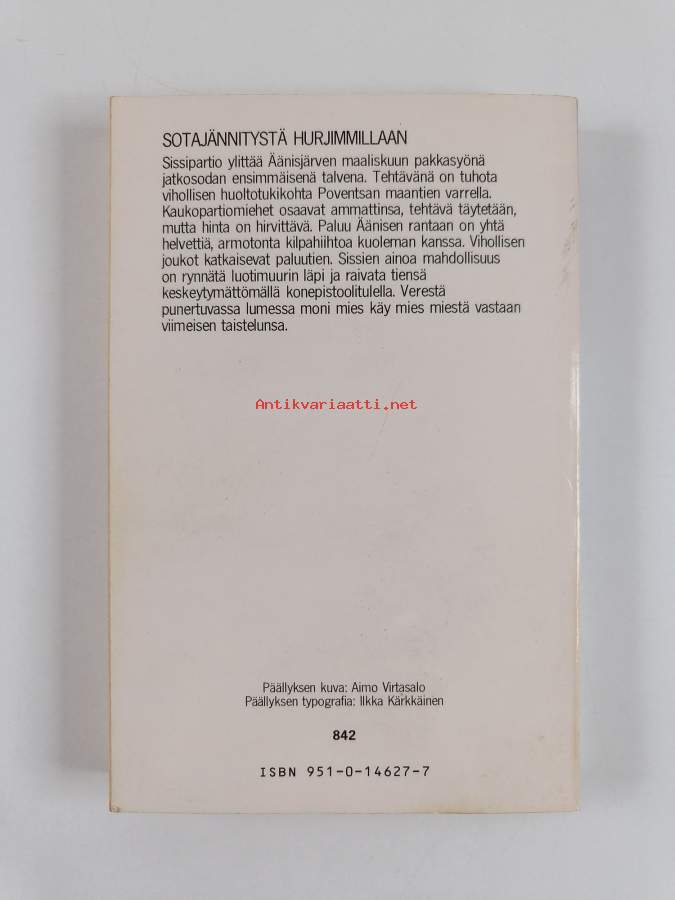 SOTAJÄNNITYSTÄ HURJIMMILLAAN
Sissipartio ylittää Äänisjärven maaliskuun pakkasyönä
jatkosodan ensimmäisenä talvena. Tehtävänä on tuhota
vihollisen huoltotukikohta Poventsan maantien varrella.
Kaukopartiomiehet osaavat ammattinsa, tehtävä täytetään,
mutta hinta on hirvittävä. Paluu Äänisen rantaan on yhtä
helvettiä, armotonta kilpahiihtoa kuoleman kanssa. Vihollisen
joukot katkaisevat paluutien. Sissien ainoa mahdollisuus
on rynnätä luotimuurin läpi ja raivata tiensä
keskeytymättömällä konepistoolitulella. Verestä
punertuvassa lumessa moni mies käy mies miestä vastaan
viimeisen taistelunsa.
Antikvariaatti.net
Päällyksen kuva: Aimo Virtasalo
Päällyksen typografia: Ilkka Kärkkäinen
842
ISBN 951-0-14627-7